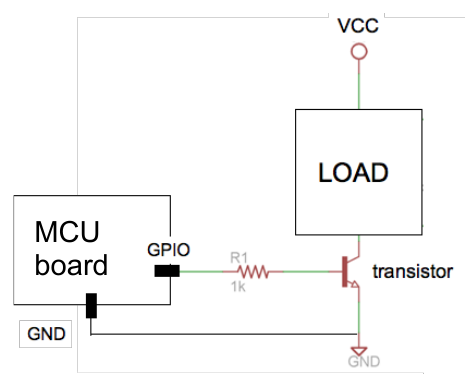 VCC
LOAD
MCU
board
GPIO
R1
1k
transistor
GND
GND